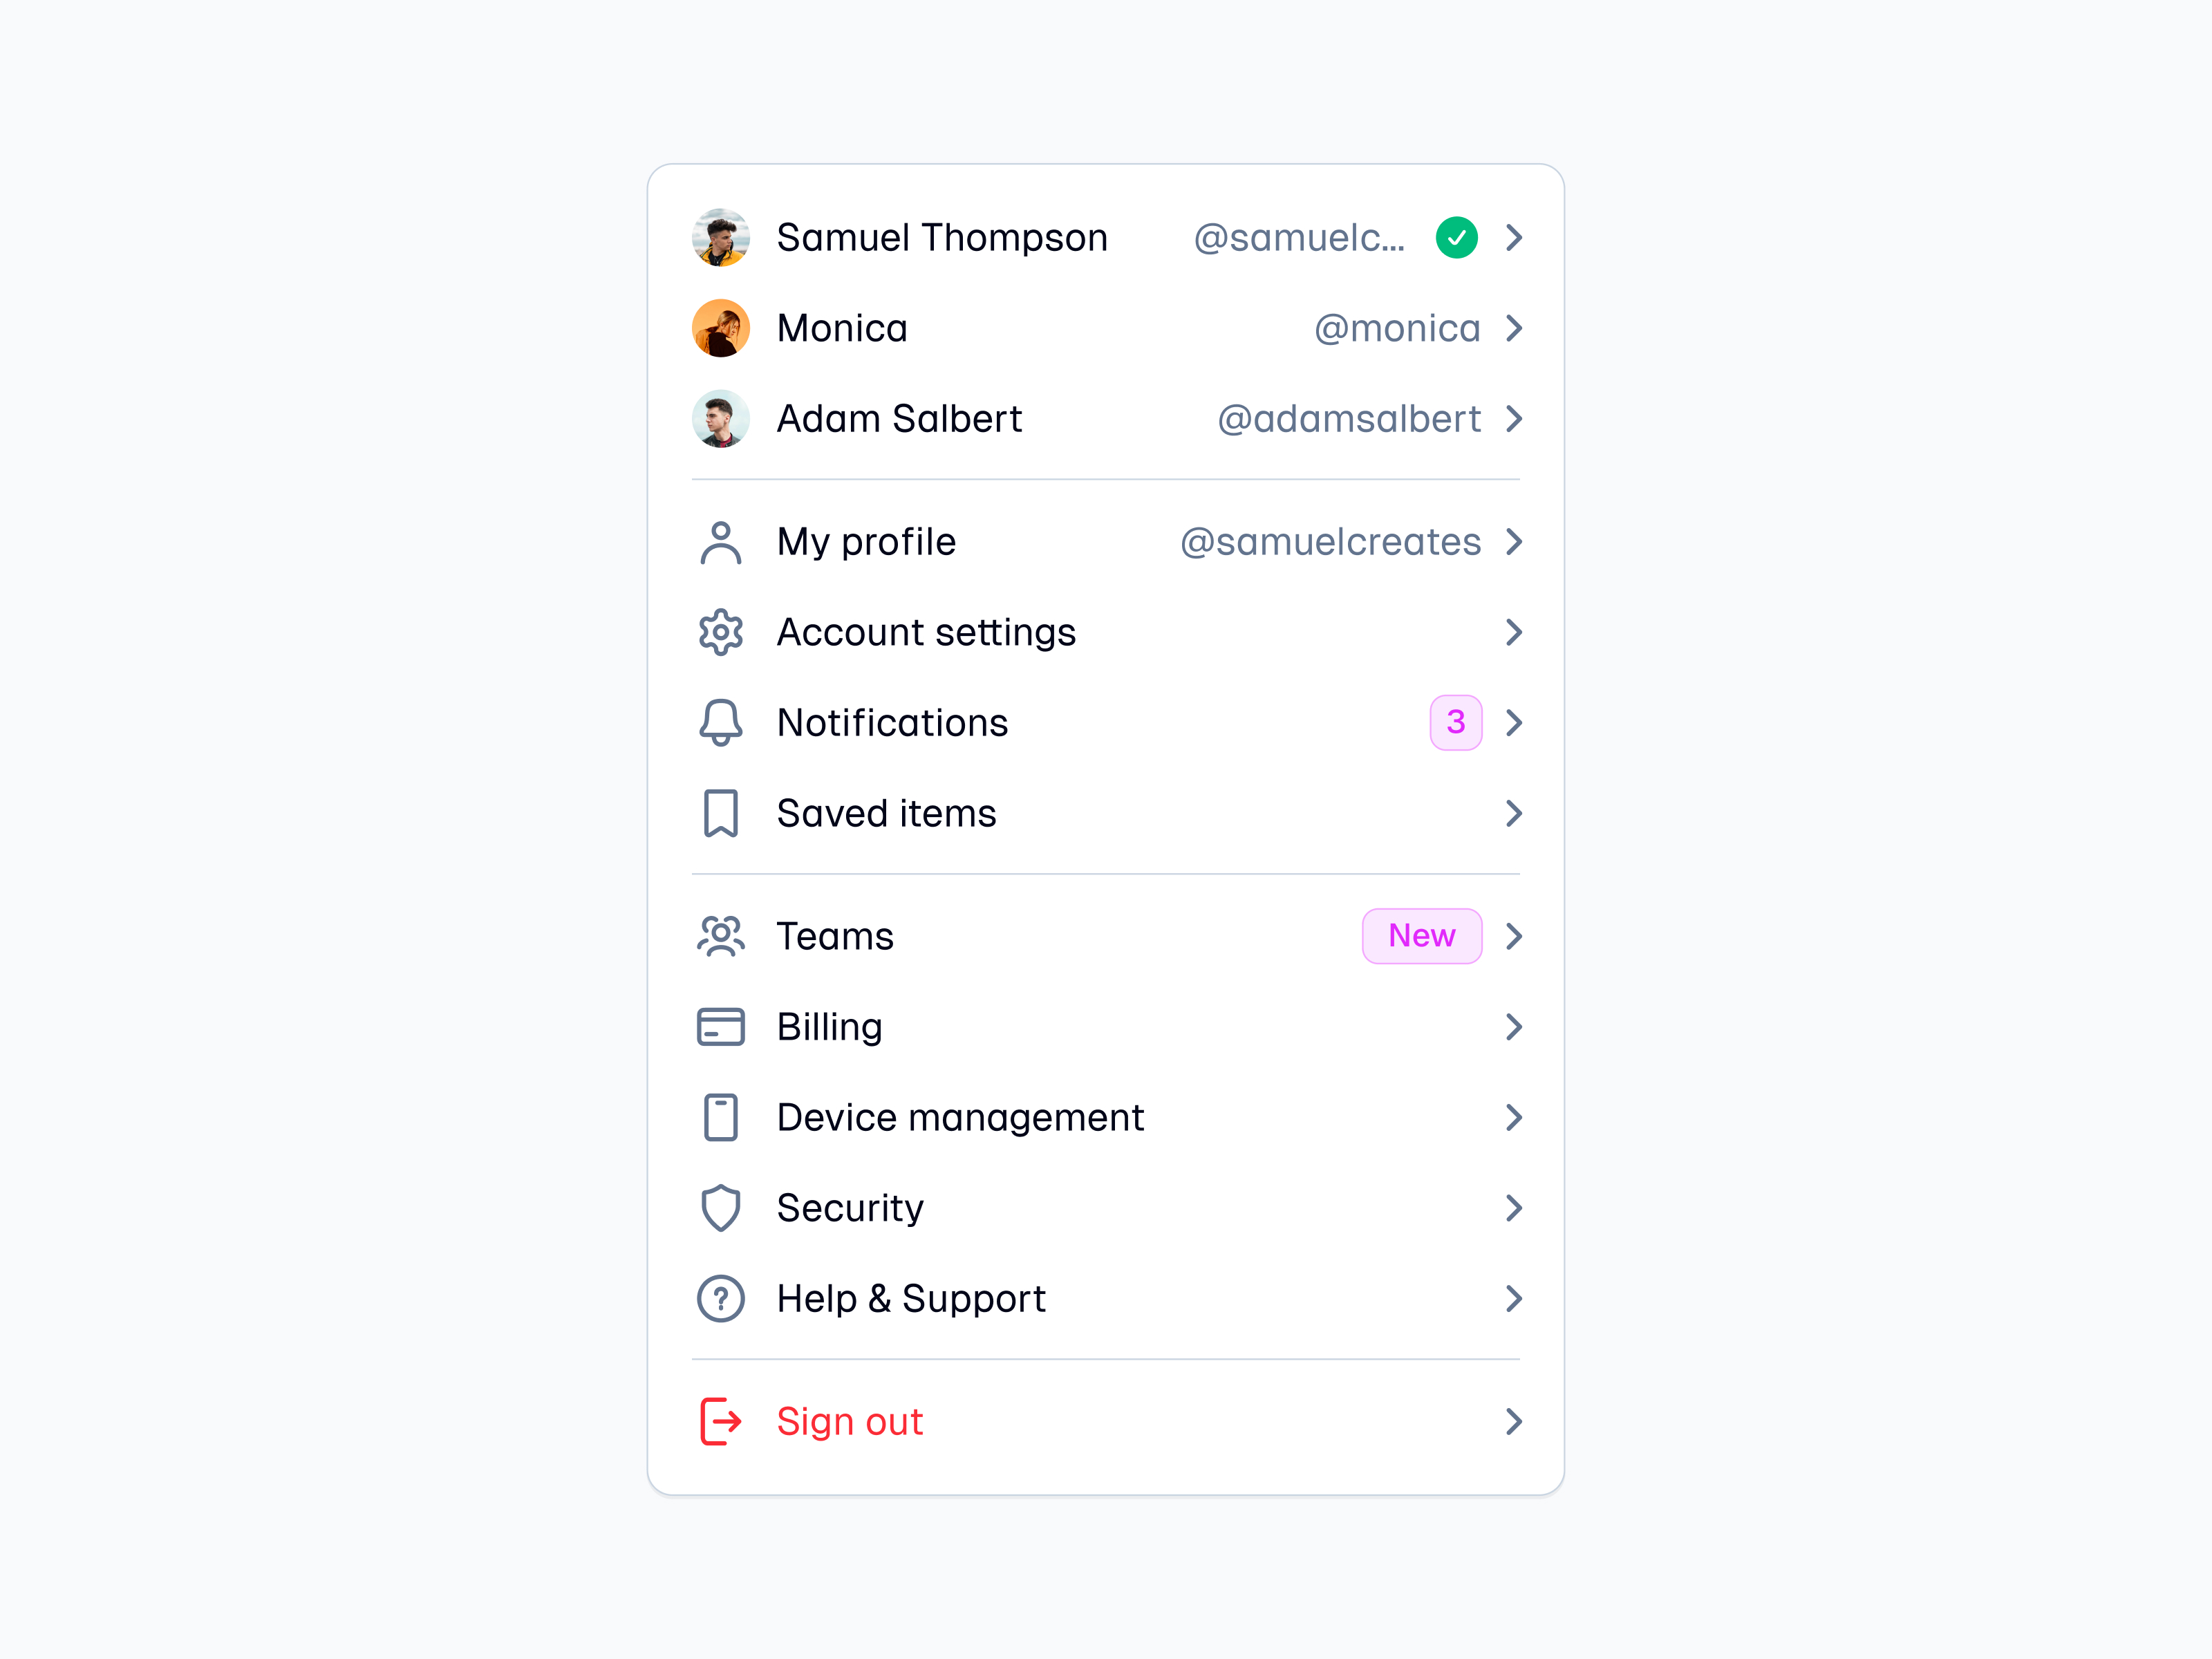 Samuel Thompson @samuelc...
Monica @monica
Adam Salbert @adamsalbert
My profile @samuelcreates
Account settings
Notifications 3
Saved items
Teams New
Billing
Device management
Security
Help & Support
Sign out